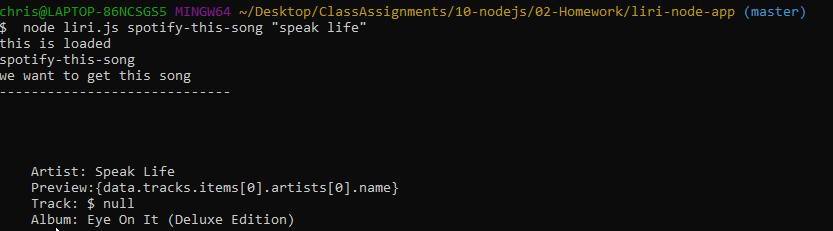 chris@LAPTOP-86NCSGS5 MINGW64 ~/Desktop/ClassAssignments/10-nodejs/02-Homework/liri-node-app (master)
$  node liri.js spotify-this-song "speak life"
this is loaded
spotify-this-song
we want to get this song
-----------------------------
Artist: Speak Life
Preview:{data.tracks.items[0].artists[0].name}
Track: $ null
Album: Eye On It (Deluxe Edition)